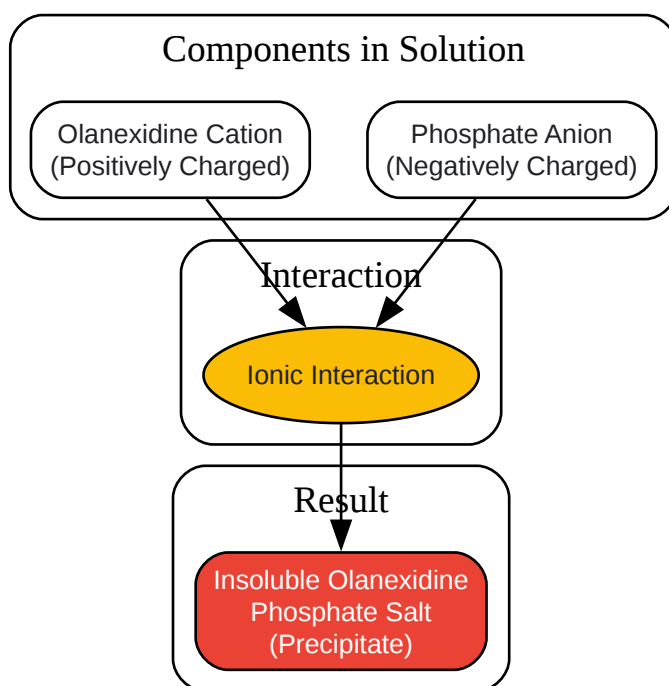 Components in Solution
Olanexidine Cation
(Positively Charged)
Phosphate Anion
(Negatively Charged)
Interaction
Ionic Interaction
Result
Insoluble Olanexidine
Phosphate Salt
(Precipitate)